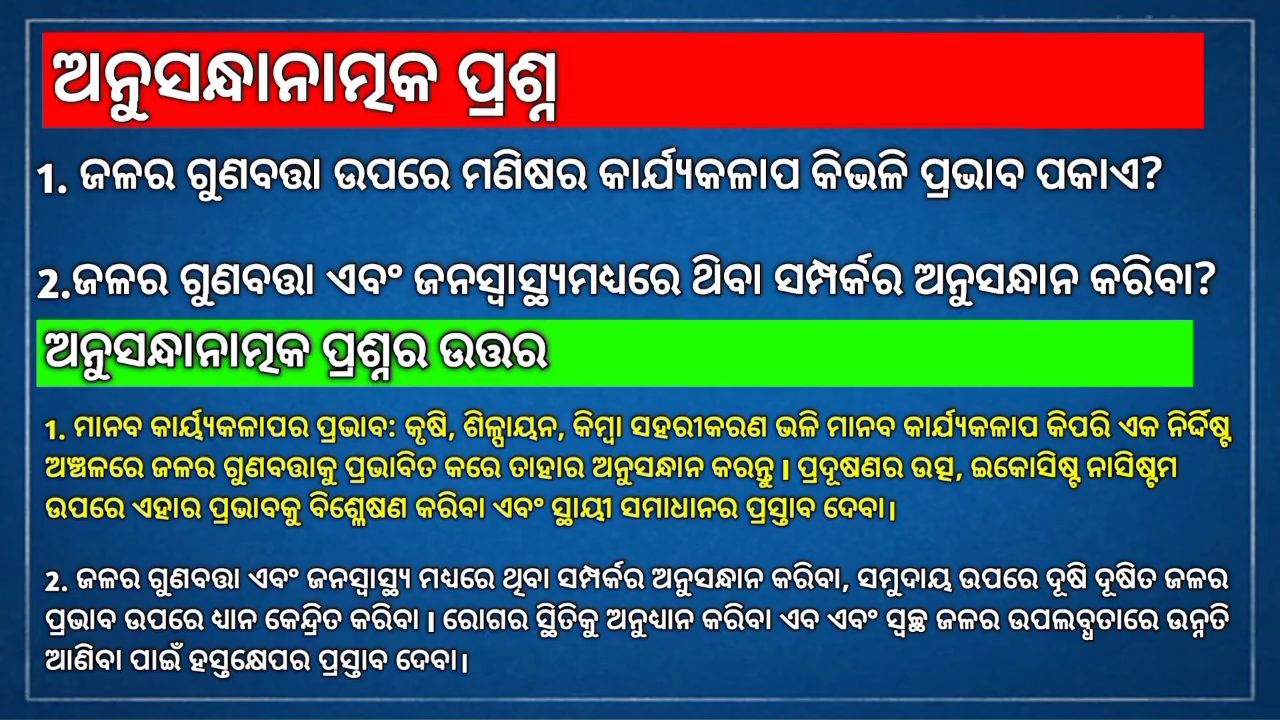 ଅନୁସନ୍ଧାନାତ୍ମକ ପ୍ରଶ୍ନ
1. ଜଳର ଗୁଣବତ୍ତା ଉପରେ ମଣିଷର କାର୍ଯ୍ୟକଳାପ କିଭଳି ପ୍ରଭାବ ପକାଏ?
2.ଜଳର ଗୁଣବତ୍ତା ଏବଂ ଜନସ୍ୱାସ୍ଥ୍ୟମଧ୍ୟରେ ଥିବା ସମ୍ପର୍କର ଅନୁସନ୍ଧାନ କରିବା?
ଅନୁସନ୍ଧାନାତ୍ମକ ପ୍ରଶ୍ନର ଉତ୍ତର
1. ମାନବ କାର୍ୟ୍ୟକଳାପର ପ୍ରଭାବ: କୃଷି, ଶିଳ୍ପାୟନ, କିମ୍ବା ସହରୀକରଣ ଭଳି ମାନବ କାର୍ଯ୍ୟକଳାପ କିପରି ଏକ ନିର୍ଦ୍ଦିଷ୍ଟ
ଅଞ୍ଚଳରେ ଜଳର ଗୁଣବତ୍ତାକୁ ପ୍ରଭାବିତ କରେ ତାହାର ଅନୁସନ୍ଧାନ କରନ୍ତୁ । ପ୍ରଦୂଷଣର ଉତ୍ସ, ଇକୋସିଷ୍ଟ ନାସିଷ୍ଟମ
ଉପରେ ଏହାର ପ୍ରଭାବକୁ ବିଶ୍ଳେଷଣ କରିବା ଏବଂ ସ୍ଥାୟୀ ସମାଧାନର ପ୍ରସ୍ତାବ ଦେବା।
2. ଜଳର ଗୁଣବତ୍ତା ଏବଂ ଜନସ୍ୱାସ୍ଥ୍ୟ ମଧ୍ୟରେ ଥିବା ସମ୍ପର୍କର ଅନୁସନ୍ଧାନ କରିବା, ସମୁଦାୟ ଉପରେ ଦୂଷି ଦୂଷିତ ଜଳର
ପ୍ରଭାବ ଉପରେ ଧ୍ୟାନ କେନ୍ଦ୍ରିତ କରିବା । ରୋଗର ସ୍ଥିତିକୁ ଅନୁଧ୍ୟାନ କରିବା ଏବ ଏବଂ ସ୍ୱଚ୍ଛ ଜଳର ଉପଲବ୍ଧତାରେ ଉନ୍ନତି
ଆଣିବା ପାଇଁ ହସ୍ତକ୍ଷେପର ପ୍ରସ୍ତାବ ଦେବା।